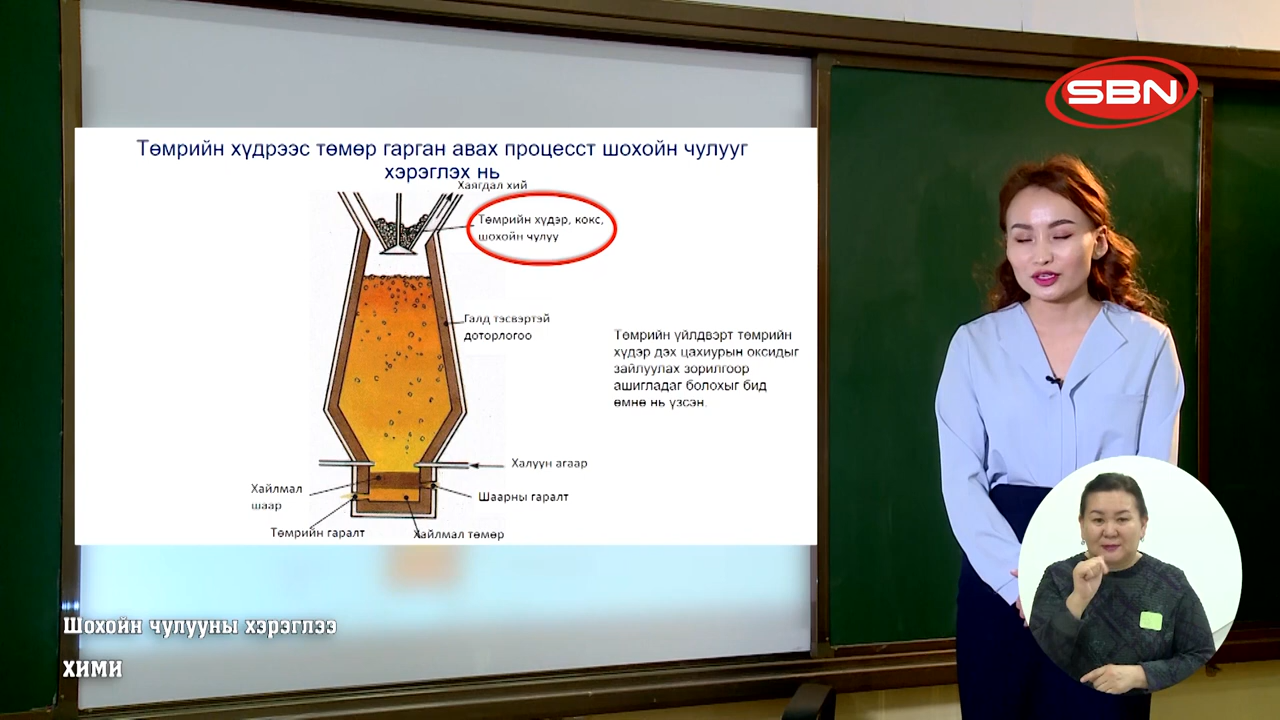 SBN
Төмрийн хүдрээс төмөр гарган авах процесст шохойн чулууг
хэрэглэх нь
Хаягдал хий
Төмрийн хүдэр, кокс,
шохойн чулуу
Галд тэсвэртэй
доторлогоо
Төмрийн үйлдвэрт төмрийн
хүдэр дэх цахиурын оксидыг
зайлуулах зорилгоор
ашигладаг болохыг бид
өмнө нь үзсэн.
Халуун агаар
Хайлмал
шаар
Шаарны гаралт
Төмрийн гаралт
Хайлмал төмөр
Шохойн чулууны хэрэглээ
ХИМИ